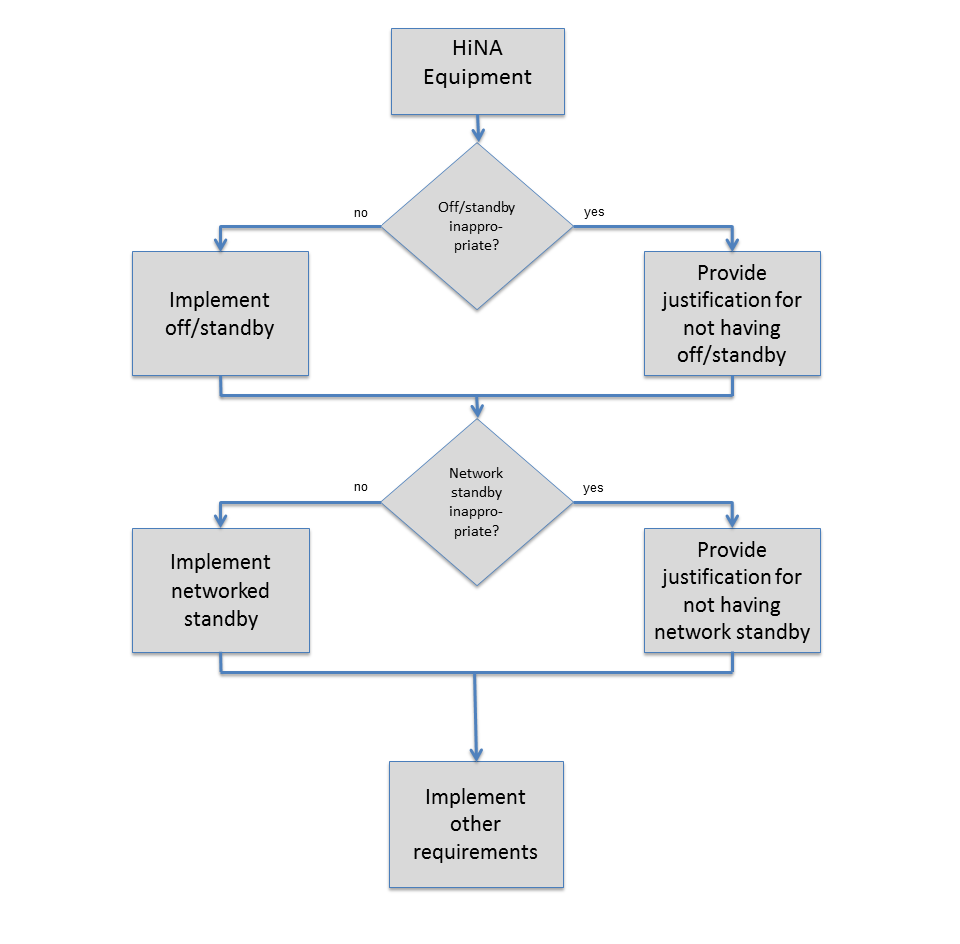 HiNA
Equipment
Off/standby
inappro-
priate?
no
yes
Implement
off/standby
Provide
justification for
not having
off/standby
Network
standby
inappro-
priate?
no
yes
Implement
networked
standby
Provide
justification for
not having
network standby
Implement
other
requirements